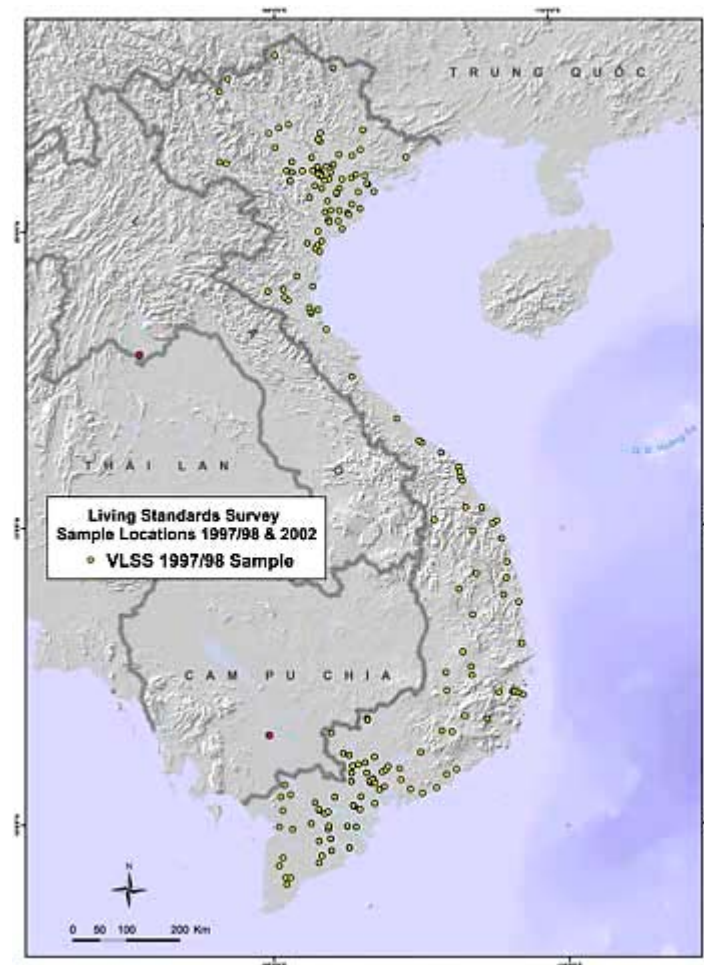 TRUNG QUỐC
THÁI LAN
Living Standards Survey
Sample Locations 1997/98 & 2002
VLSS 1997/98 Sample
CAM PU CHIA
N
0 50 100 200 Km